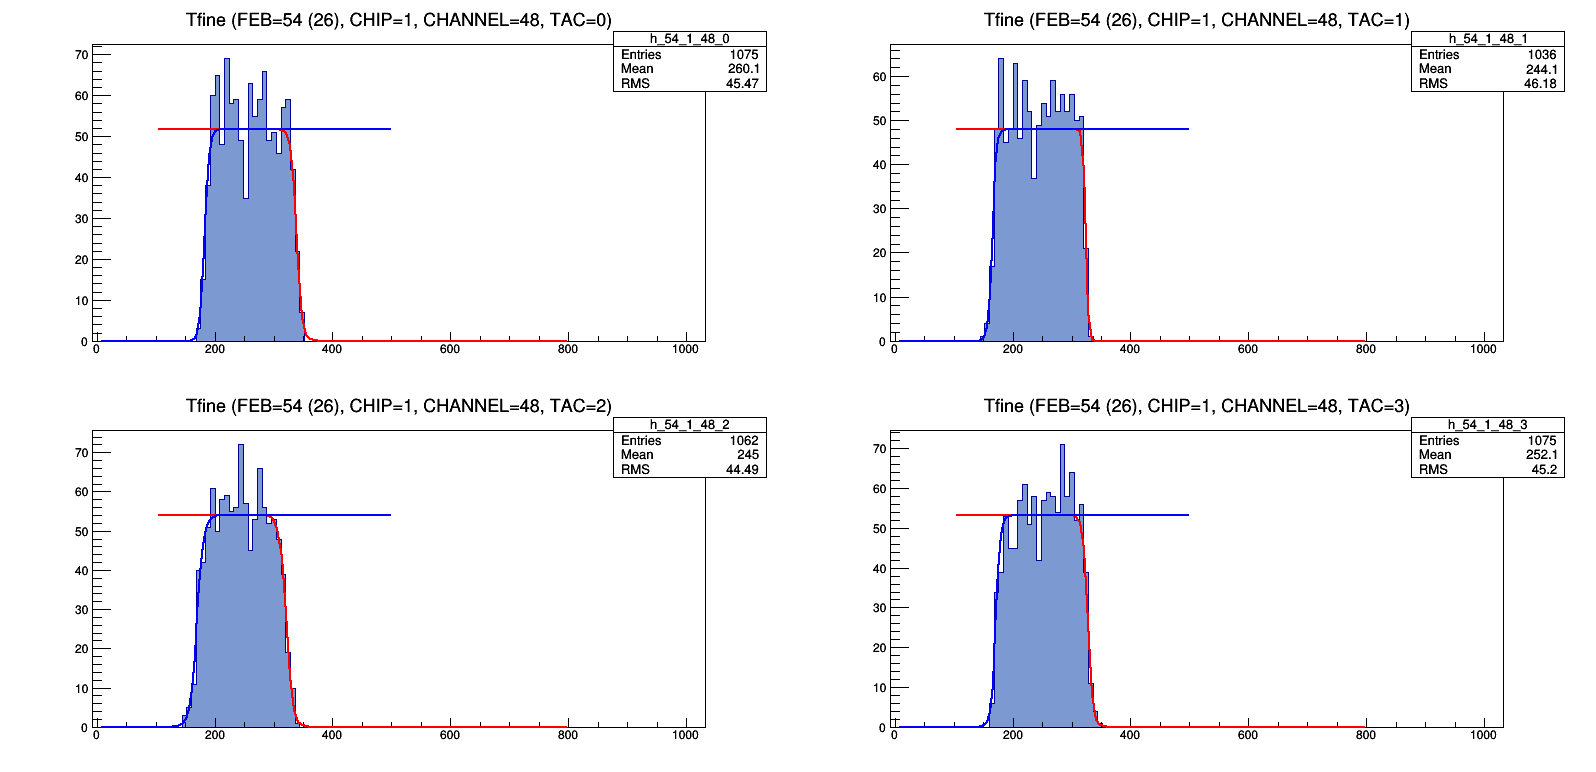 Tfine (FEB=54 (26), CHIP=1, CHANNEL=48, TAC=0)
h_54_1_48_0
Entries 1075
Mean 260.1
RMS 45.47
70
60
50
40
30
20
10
0
0 200 400 600 800 1000
Tfine (FEB=54 (26), CHIP=1, CHANNEL=48, TAC=1)
h_54_1_48_1
Entries 1036
Mean 244.1
RMS 46.18
60
50
40
30
20
10
0
0 200 400 600 800 1000
Tfine (FEB=54 (26), CHIP=1, CHANNEL=48, TAC=2)
h_54_1_48_2
Entries 1062
Mean 245
RMS 44.49
70
60
50
40
30
20
10
0
0 200 400 600 800 1000
Tfine (FEB=54 (26), CHIP=1, CHANNEL=48, TAC=3)
h_54_1_48_3
Entries 1075
Mean 252.1
RMS 45.2
70
60
50
40
30
20
10
0
0 200 400 600 800 1000